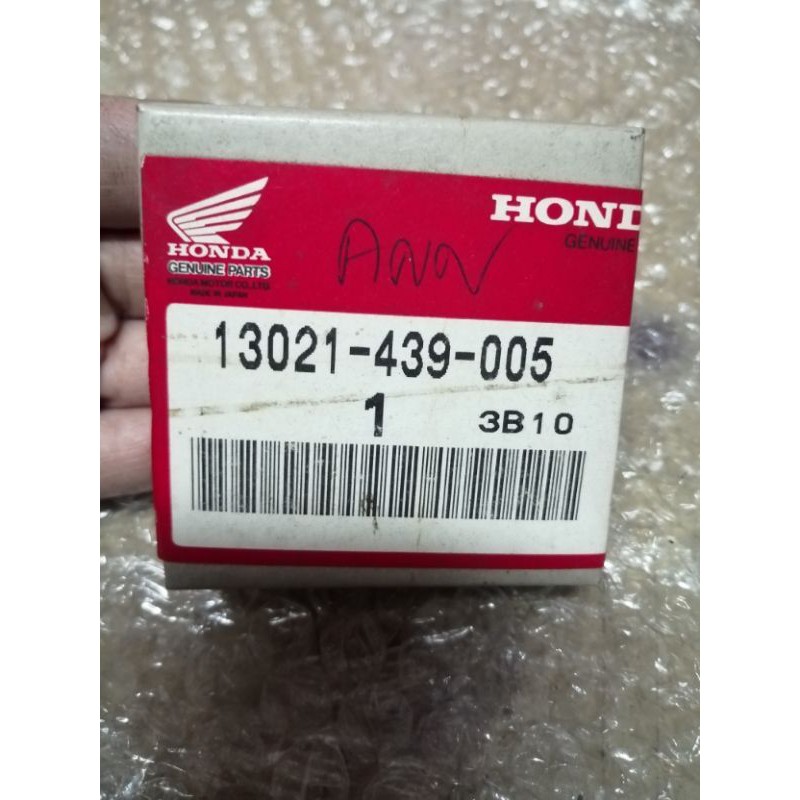 HONDA
GENUINE PARTS
HONDA MOTOR CO., LTD.
MADE IN JAPAN
HOND
GENUINE
13021-439-005
1
3B10